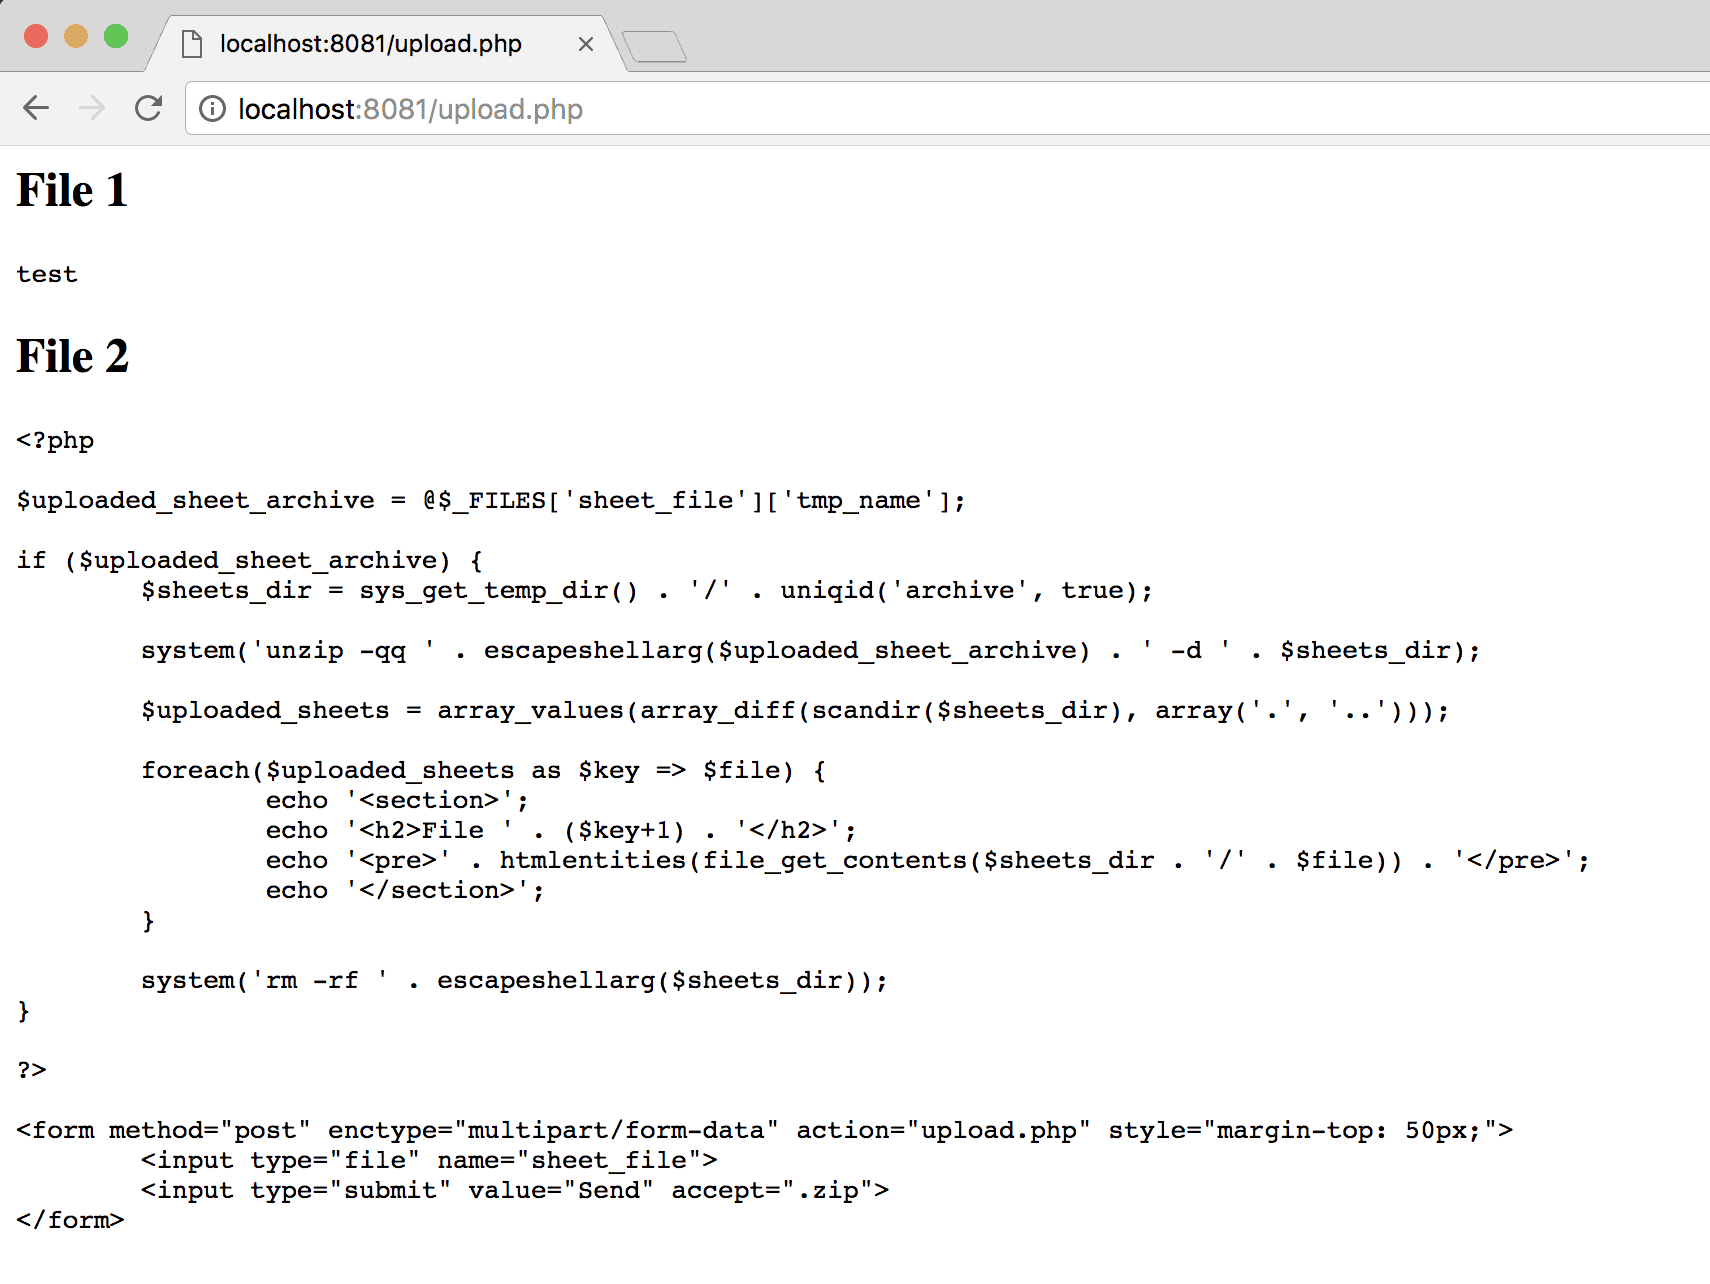 localhost:8081/upload.php
localhost:8081/upload.php
File 1
test
File 2
<?php
$uploaded_sheet_archive = @$_FILES['sheet_file']['tmp_name'];
if ($uploaded_sheet_archive) {
        $sheets_dir = sys_get_temp_dir() . '/' . uniqid('archive', true);
        system('unzip -qq ' . escapeshellarg($uploaded_sheet_archive) . ' -d ' . $sheets_dir);
        $uploaded_sheets = array_values(array_diff(scandir($sheets_dir), array('.', '..')));
        foreach($uploaded_sheets as $key => $file) {
                echo '<section>';
                echo '<h2>File ' . ($key+1) . '</h2>';
                echo '<pre>' . htmlentities(file_get_contents($sheets_dir . '/' . $file)) . '</pre>';
                echo '</section>';
        }
        system('rm -rf ' . escapeshellarg($sheets_dir));
}
?>
<form method="post" enctype="multipart/form-data" action="upload.php" style="margin-top: 50px;">
        <input type="file" name="sheet_file">
        <input type="submit" value="Send" accept=".zip">
</form>